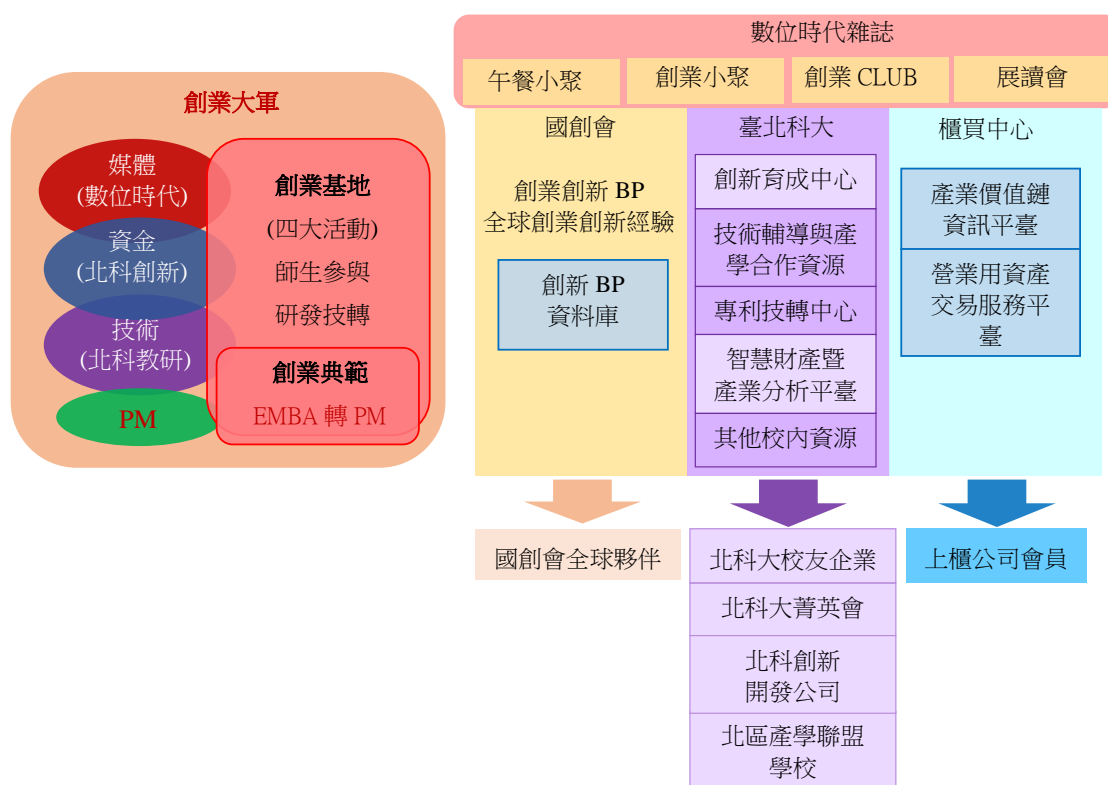 創業大軍
媒體
(數位時代)
資金
(北科創新)
技術
(北科教研)
PM
創業基地
(四大活動)
師生參與
研發技轉
創業典範
EMBA 轉 PM
數位時代雜誌
午餐小聚
創業小聚
創業 CLUB
展讀會
國創會
創業創新 BP
全球創業創新經驗
創新 BP
資料庫
臺北科大
創新育成中心
技術輔導與產
學合作資源
專利技轉中心
智慧財產暨
產業分析平臺
其他校內資源
櫃買中心
產業價值鏈
資訊平臺
營業用資產
交易服務平
臺
國創會全球夥伴
北科大校友企業
北科大菁英會
北科創新
開發公司
北區產學聯盟
學校
上櫃公司會員